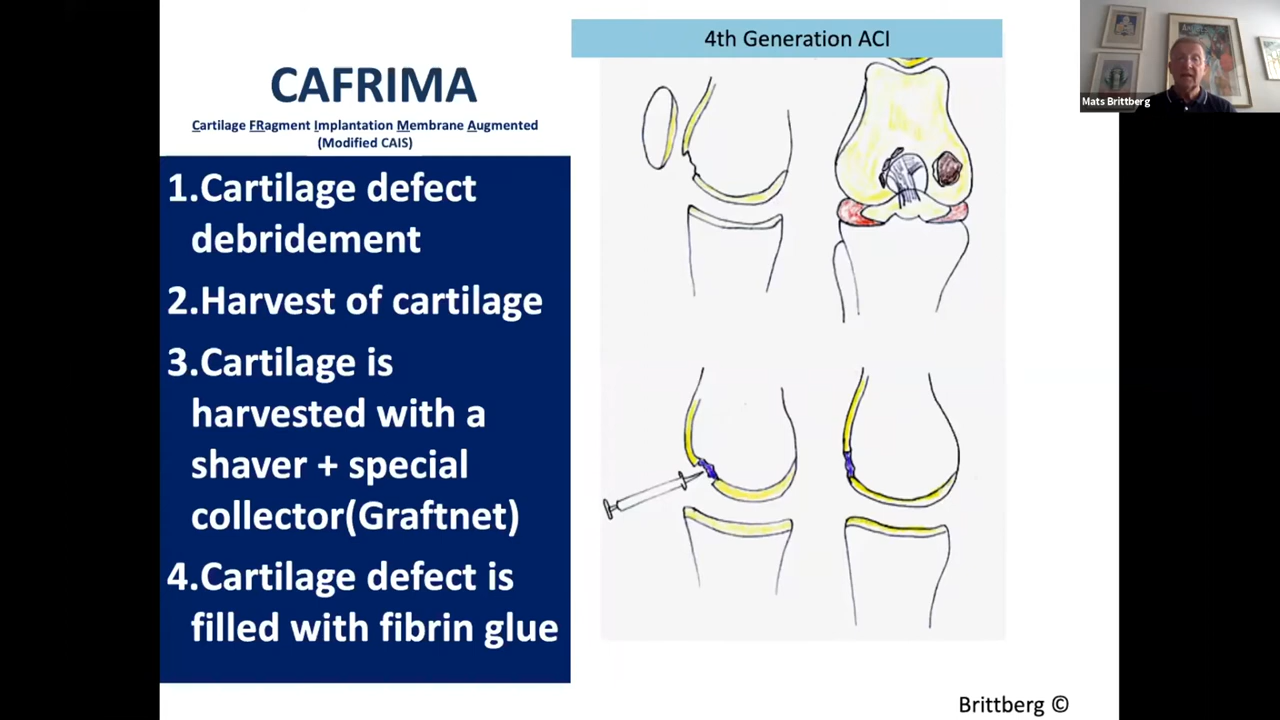 4th Generation ACI
CAFRIMA
Cartilage FRagment Implantation Membrane Augmented
(Modified CAIS)
1.Cartilage defect
debridement
2.Harvest of cartilage
3.Cartilage is
harvested with a
shaver + special
collector(Graftnet)
4.Cartilage defect is
filled with fibrin glue
Mats Brittberg
Brittberg ©